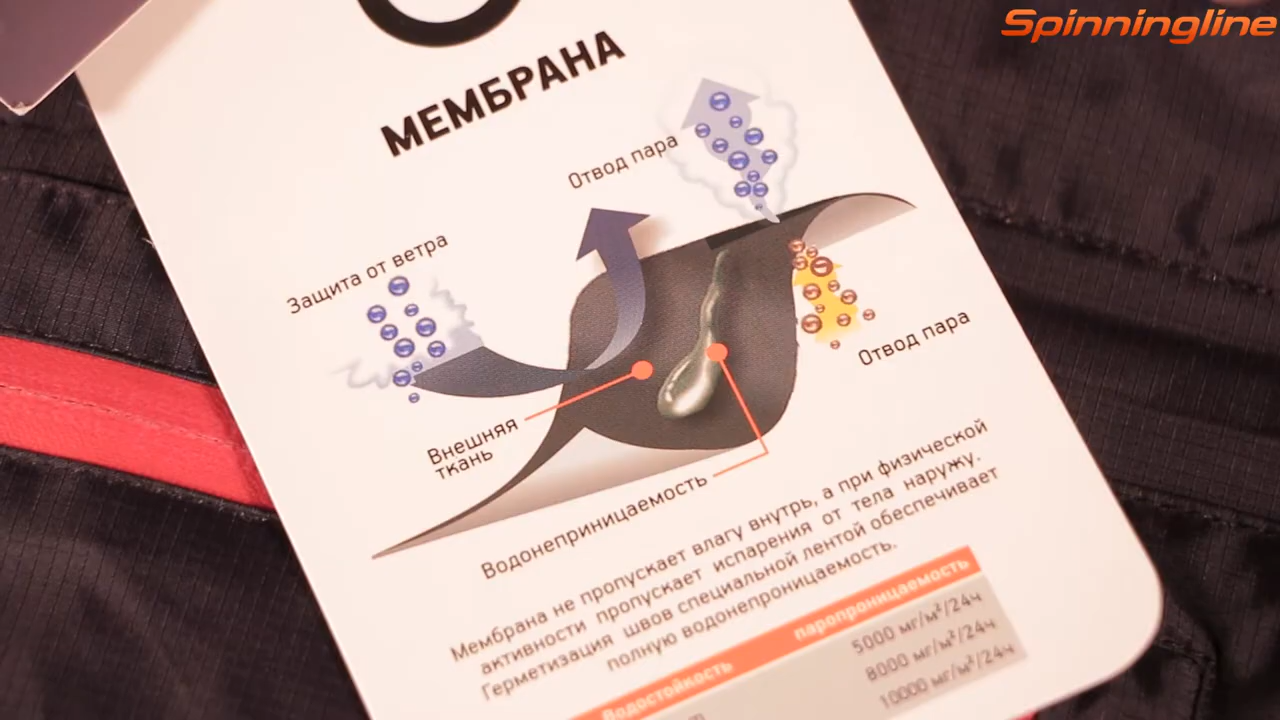 Spinningline
МЕМБРАНА
Отвод пара
Защита от ветра
Отвод пара
Внешняя
ткань
Водонеприницаемость
Мембрана не пропускает влагу внутрь, а при физической
активности пропускает испарения от тела наружу.
Герметизация швов специальной лентой обеспечивает
полную водонепроницаемость.
Водостойкость паропроницаемость
5000 мг/м²/24ч
8000 мг/м²/24ч
10000 мг/м²/24ч